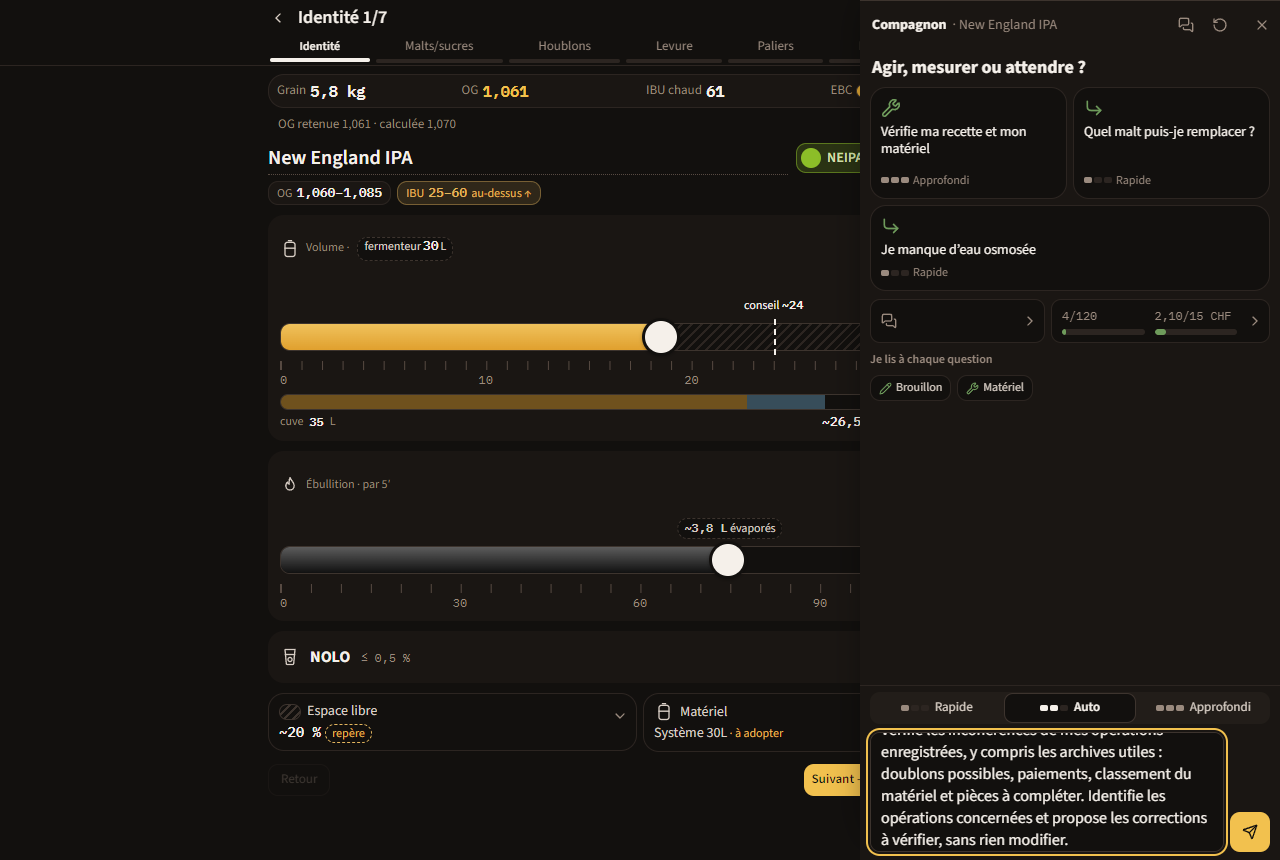 Identité 1/7
Identité Malts/sucres Houblons Levure Paliers
Grain 5,8 kg OG 1,061 IBU chaud 61 EBC
OG retenue 1,061 · calculée 1,070
New England IPA NEIPA
OG 1,060–1,085 IBU 25–60 au-dessus ↑
Volume · fermenteur 30 L
conseil ~24
0 10 20
cuve 35 L ~26,5
Ébullition · par 5'
~3,8 L évaporés
0 30 60 90
NOLO ≤ 0,5 %
Espace libre
~20 % repère
Matériel
Système 30L · à adopter
Retour Suivant
Compagnon · New England IPA
Agir, mesurer ou attendre ?
Vérifie ma recette et mon
matériel
Approfondi
Quel malt puis-je remplacer ?
Rapide
Je manque d’eau osmosée
Rapide
4/120 2,10/15 CHF
Je lis à chaque question
Brouillon Matériel
Rapide Auto Approfondi
Vérifie les incohérences de mes opérations
enregistrées, y compris les archives utiles :
doublons possibles, paiements, classement du
matériel et pièces à compléter. Identifie les
opérations concernées et propose les corrections
à vérifier, sans rien modifier.